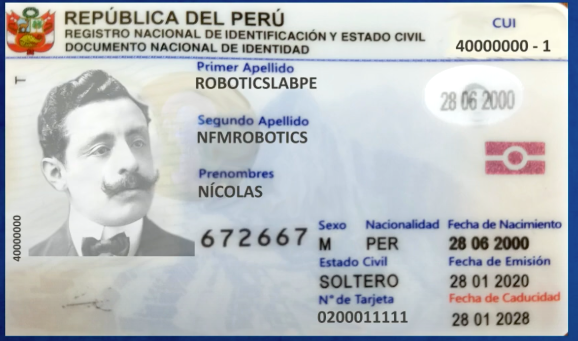 REPÚBLICA DEL PERÚ
REGISTRO NACIONAL DE IDENTIFICACIÓN Y ESTADO CIVIL
DOCUMENTO NACIONAL DE IDENTIDAD
CUI
40000000 - 1
T
Primer Apellido
ROBOTICSLABPE
28 06 2000
Segundo Apellido
NFMROBOTICS
Prenombres
NÍCOLAS
40000000
672667
Sexo Nacionalidad Fecha de Nacimiento
M PER 28 06 2000
Estado Civil Fecha de Emisión
SOLTERO 28 01 2020
N° de Tarjeta Fecha de Caducidad
0200011111 28 01 2028